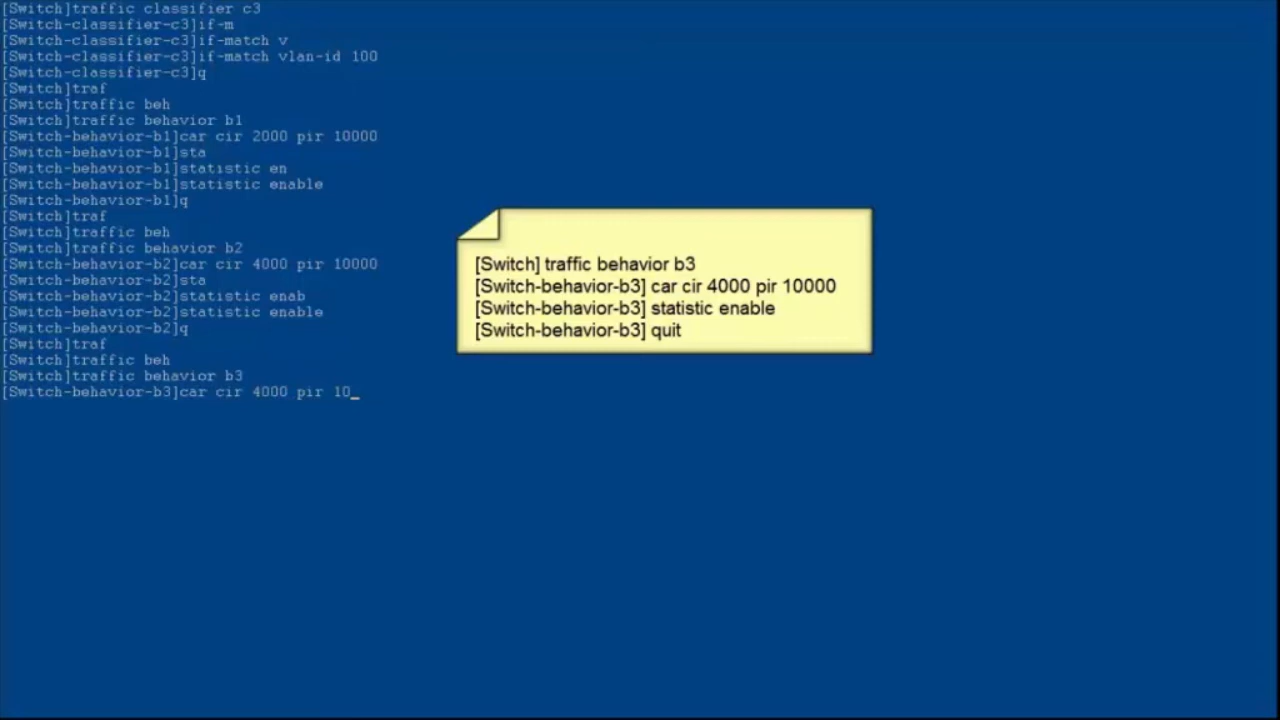 [Switch]traffic classifier c3
[Switch-classifier-c3]if-m
[Switch-classifier-c3]if-match v
[Switch-classifier-c3]if-match vlan-id 100
[Switch-classifier-c3]q
[Switch]traf
[Switch]traffic beh
[Switch]traffic behavior b1
[Switch-behavior-b1]car cir 2000 pir 10000
[Switch-behavior-b1]sta
[Switch-behavior-b1]statistic en
[Switch-behavior-b1]statistic enable
[Switch-behavior-b1]q
[Switch]traf
[Switch]traffic beh
[Switch]traffic behavior b2
[Switch-behavior-b2]car cir 4000 pir 10000
[Switch-behavior-b2]sta
[Switch-behavior-b2]statistic enab
[Switch-behavior-b2]statistic enable
[Switch-behavior-b2]q
[Switch]traf
[Switch]traffic beh
[Switch]traffic behavior b3
[Switch-behavior-b3]car cir 4000 pir 10_
[Switch] traffic behavior b3
[Switch-behavior-b3] car cir 4000 pir 10000
[Switch-behavior-b3] statistic enable
[Switch-behavior-b3] quit